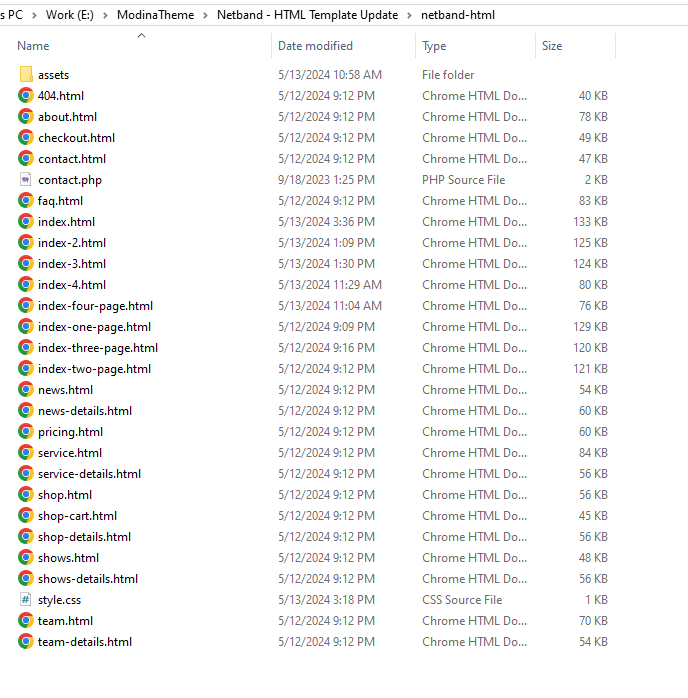 s PC > Work (E:) > ModinaTheme > Netband - HTML Template Update > netband-html
Name Date modified Type Size
assets 5/13/2024 10:58 AM File folder
404.html 5/12/2024 9:12 PM Chrome HTML Do... 40 KB
about.html 5/12/2024 9:12 PM Chrome HTML Do... 78 KB
checkout.html 5/12/2024 9:12 PM Chrome HTML Do... 49 KB
contact.html 5/12/2024 9:12 PM Chrome HTML Do... 47 KB
contact.php 9/18/2023 1:25 PM PHP Source File 2 KB
faq.html 5/12/2024 9:12 PM Chrome HTML Do... 83 KB
index.html 5/13/2024 3:36 PM Chrome HTML Do... 133 KB
index-2.html 5/13/2024 1:09 PM Chrome HTML Do... 125 KB
index-3.html 5/13/2024 1:30 PM Chrome HTML Do... 124 KB
index-4.html 5/13/2024 11:29 AM Chrome HTML Do... 80 KB
index-four-page.html 5/13/2024 11:04 AM Chrome HTML Do... 76 KB
index-one-page.html 5/12/2024 9:09 PM Chrome HTML Do... 129 KB
index-three-page.html 5/12/2024 9:16 PM Chrome HTML Do... 120 KB
index-two-page.html 5/12/2024 9:12 PM Chrome HTML Do... 121 KB
news.html 5/12/2024 9:12 PM Chrome HTML Do... 54 KB
news-details.html 5/12/2024 9:12 PM Chrome HTML Do... 60 KB
pricing.html 5/12/2024 9:12 PM Chrome HTML Do... 60 KB
service.html 5/12/2024 9:12 PM Chrome HTML Do... 84 KB
service-details.html 5/12/2024 9:12 PM Chrome HTML Do... 56 KB
shop.html 5/12/2024 9:12 PM Chrome HTML Do... 56 KB
shop-cart.html 5/12/2024 9:12 PM Chrome HTML Do... 45 KB
shop-details.html 5/12/2024 9:12 PM Chrome HTML Do... 56 KB
shows.html 5/12/2024 9:12 PM Chrome HTML Do... 48 KB
shows-details.html 5/12/2024 9:12 PM Chrome HTML Do... 56 KB
style.css 5/13/2024 3:18 PM CSS Source File 1 KB
team.html 5/12/2024 9:12 PM Chrome HTML Do... 70 KB
team-details.html 5/12/2024 9:12 PM Chrome HTML Do... 54 KB